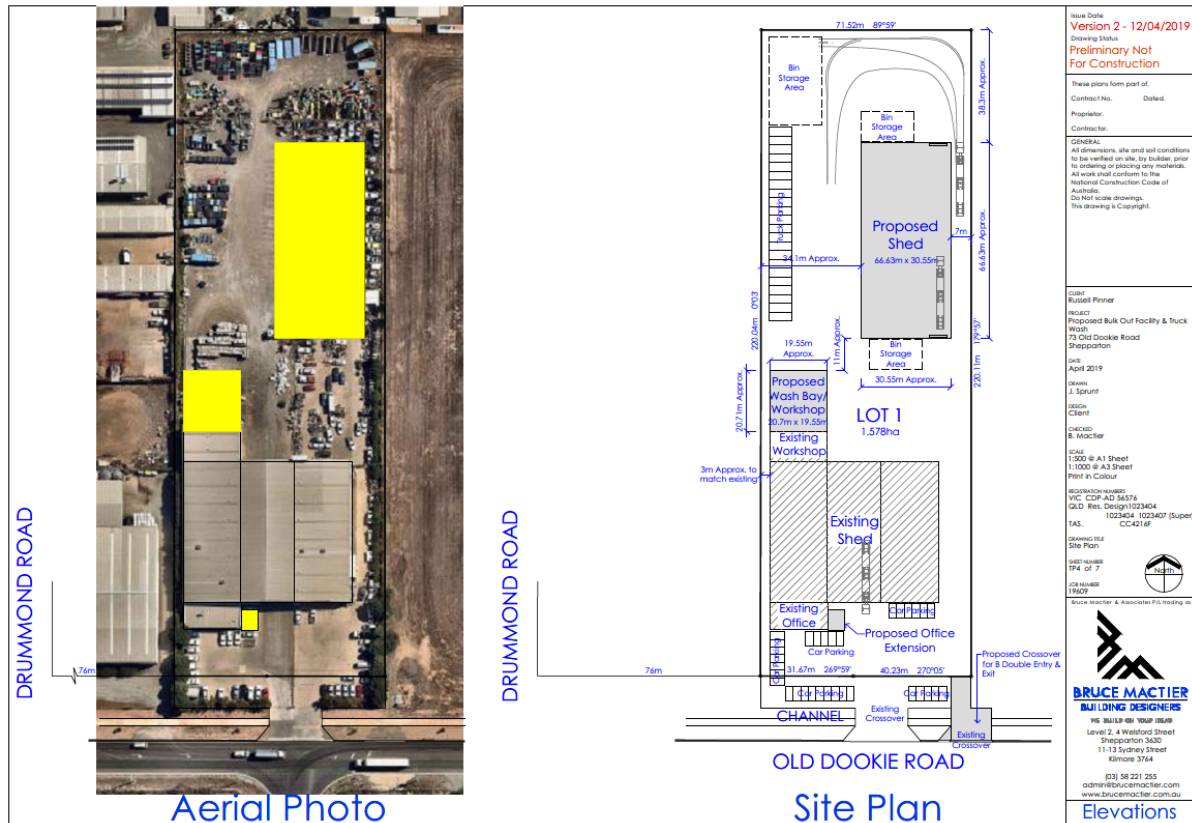 DRUMMOND ROAD
76m
Aerial Photo
71.52m 89°59'
Bin
Storage
Area
38.3m Approx.
Bin
Storage
Area
Truck Parking
Proposed
Shed
66.63m x 30.55m
7m
66.63m Approx.
34.1m Approx.
220.04m 0°03'
179°57'
220.11m
19.55m
Approx.
11m Approx.
Bin
Storage
Area
30.55m Approx.
20.71m Approx.
Proposed
Wash Bay/
Workshop
20.7m x 19.55m
LOT 1
1.578ha
Existing
Workshop
3m Approx. to
match existing
Existing
Shed
DRUMMOND ROAD
Existing
Office
Car Parking
Proposed Office
Extension
Car Parking
Car Parking
Proposed Crossover
for B Double Entry &
Exit
76m
31.67m 269°59'
40.23m 270°05'
Car Parking
Car Parking
CHANNEL
Existing
Crossover
Existing
Crossover
OLD DOOKIE ROAD
Site Plan
Issue Date
Version 2 - 12/04/2019
Drawing Status
Preliminary Not
For Construction
These plans form part of.
Contract No. Dated.
Proprietor.
Contractor.
GENERAL
All dimensions, site and soil conditions
to be verified on site, by builder, prior
to ordering or placing any materials.
All work shall conform to the
National Construction Code of
Australia.
Do Not scale drawings.
This drawing is Copyright.
CLIENT
Russell Pinner
PROJECT
Proposed Bulk Out Facility & Truck
Wash
73 Old Dookie Road
Shepparton
DATE
April 2019
DRAWN
J. Sprunt
DESIGN
Client
CHECKED
B. Mactier
SCALE
1:500 @ A1 Sheet
1:1000 @ A3 Sheet
Print in Colour
REGISTRATION NUMBERS
VIC CDP-AD 56576
QLD Res. Design1023404
1023404 1023407 (Super)
TAS. CC4216F
DRAWING TITLE
Site Plan
SHEET NUMBER
TP4 of 7
North
JOB NUMBER
19609
Bruce Mactier & Associates P/L trading as
BRUCE MACTIER
BUILDING DESIGNERS
WE BUILD ON YOUR IDEAS
Level 2, 4 Welsford Street
Shepparton 3630
11-13 Sydney Street
Kilmore 3764
(03) 58 221 255
admin@brucemactier.com
www.brucemactier.com.au
Elevations